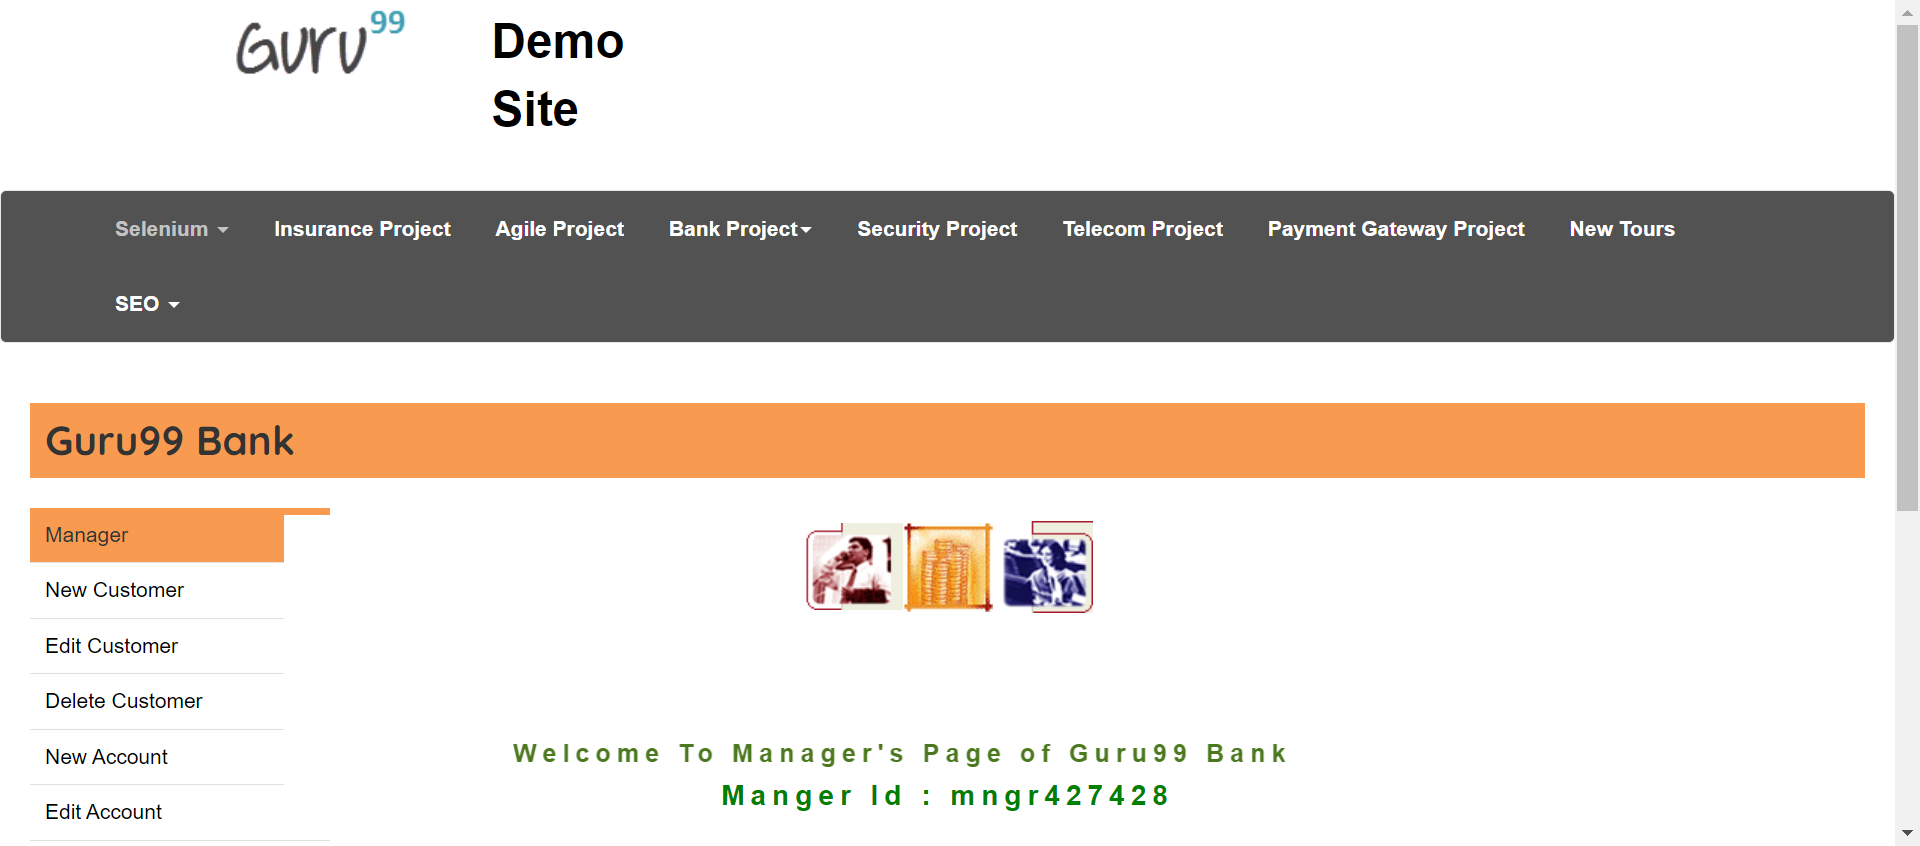 Guru99
Demo
Site
Selenium
Insurance Project
Agile Project
Bank Project
Security Project
Telecom Project
Payment Gateway Project
New Tours
SEO
Guru99 Bank
Manager
New Customer
Edit Customer
Delete Customer
New Account
Edit Account
Welcome To Manager's Page of Guru99 Bank
Manger Id : mngr427428